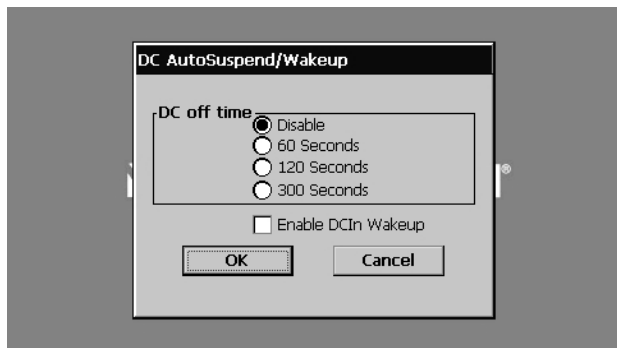 DC AutoSuspend/Wakeup
DC off time
Disable
60 Seconds
120 Seconds
300 Seconds
Enable DCIn Wakeup
OK
Cancel